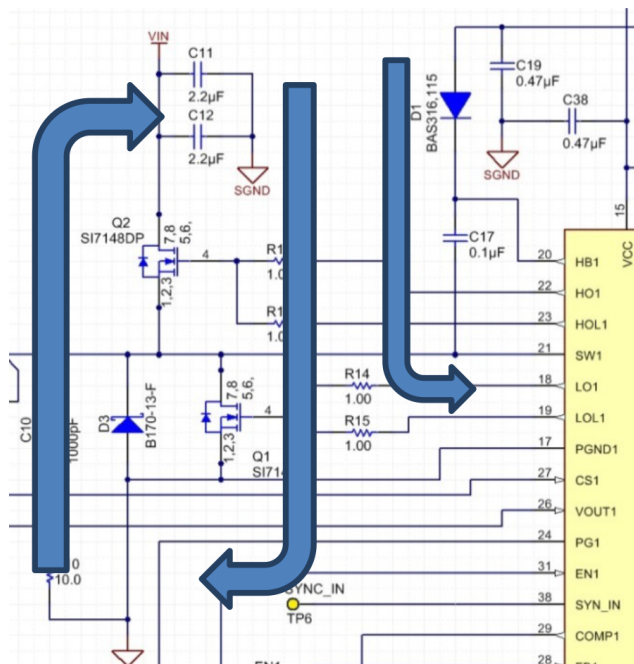 VIN
C11
2.2µF
C12
2.2µF
SGND
D1
BAS316,115
C19
0.47µF
C38
0.47µF
SGND
15
VCC
Q2
SI7148DP
7,8
5,6,
4
1,2,3
C17
0.1µF
20 HB1
22 HO1
23 HOL1
21 SW1
18 LO1
19 LOL1
17 PGND1
27 CS1
26 VOUT1
24 PG1
31 EN1
38 SYN_IN
29 COMP1
28
R14
1.00
R15
1.00
C10
1000pF
D3
B170-13-F
7,8
5,6,
4
1,2,3
Q1
10.0
SYNC_IN
TP6